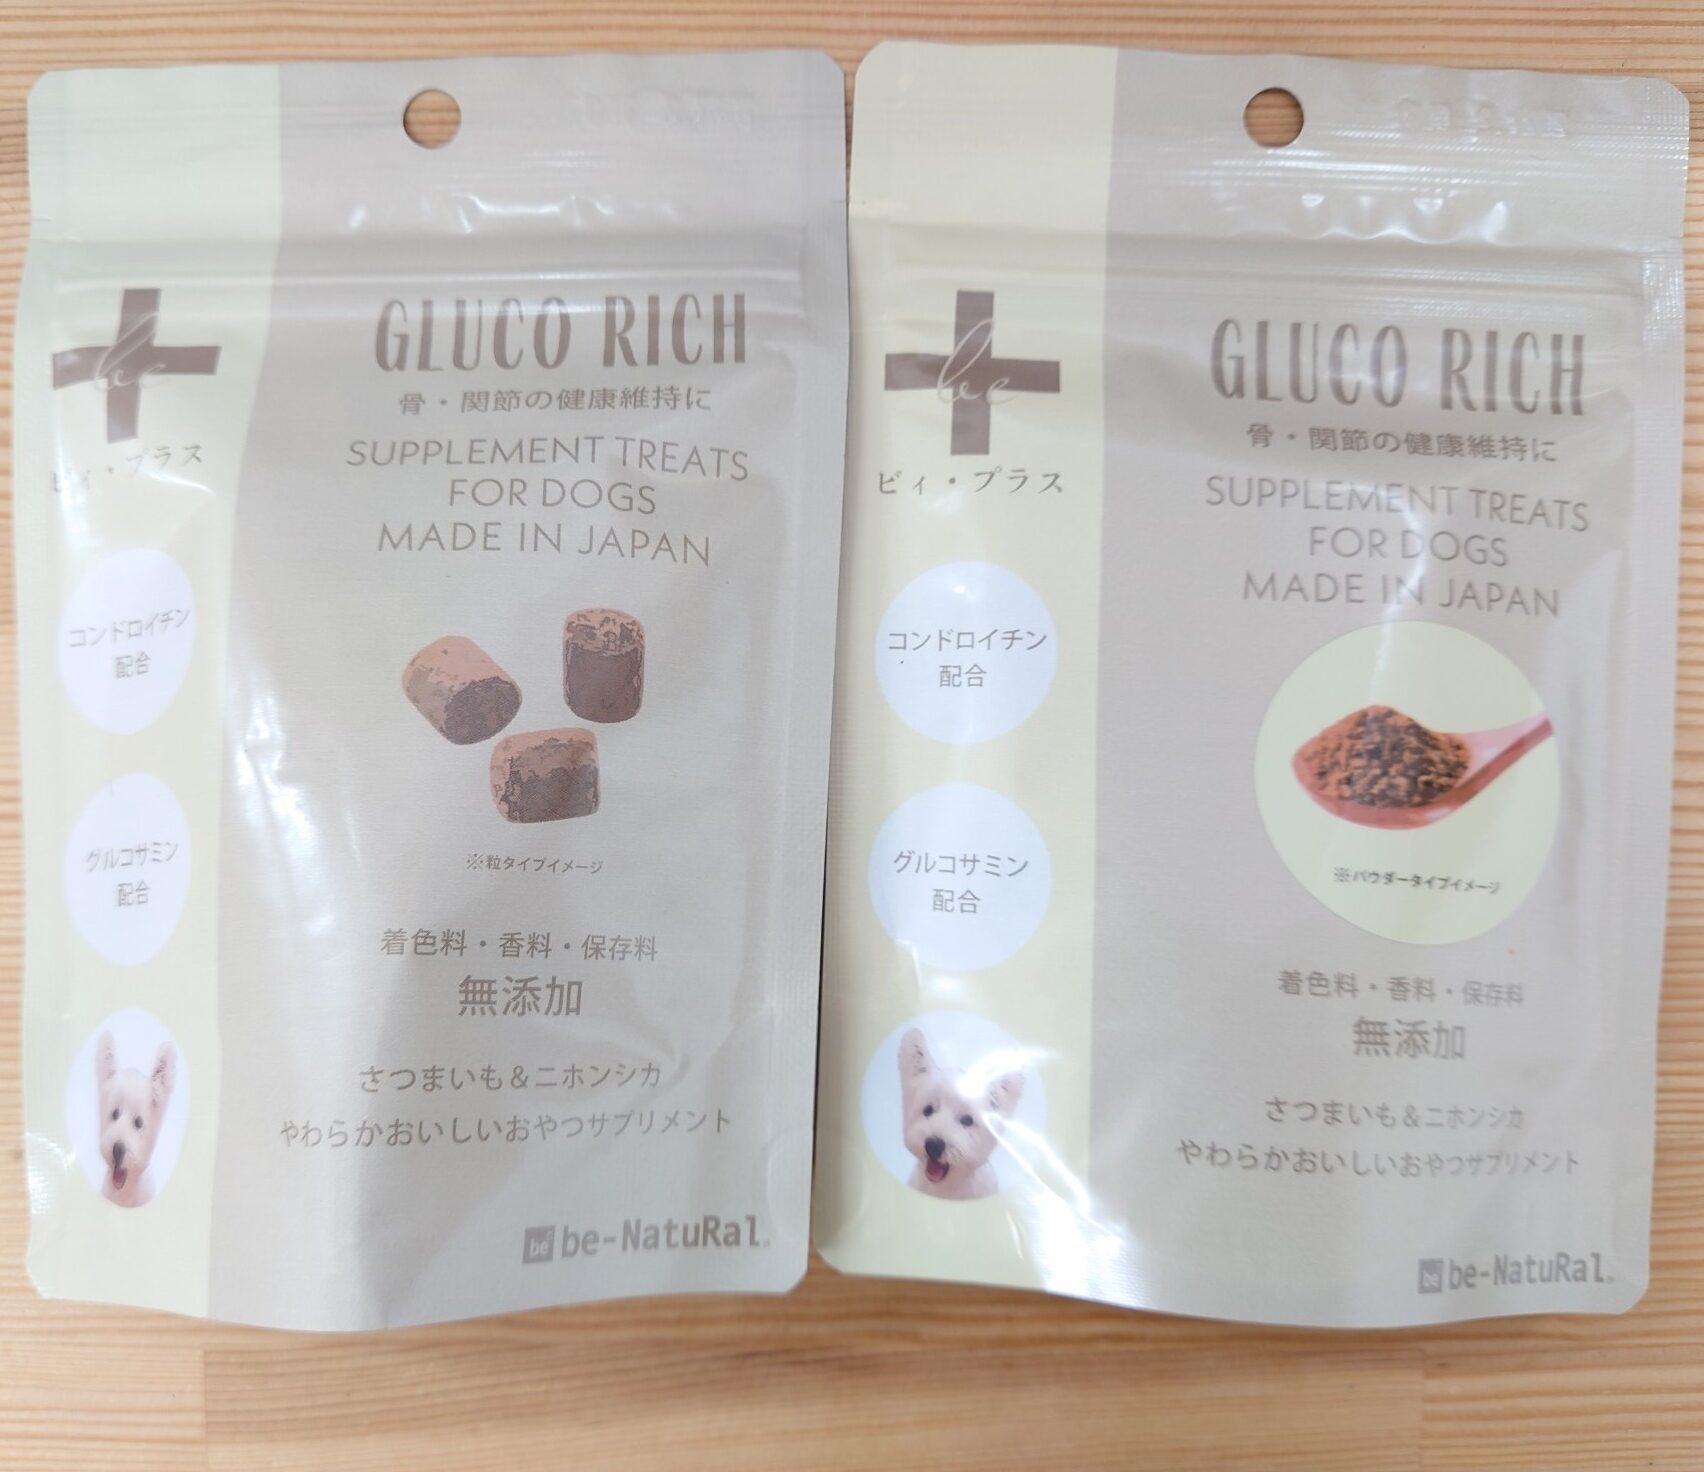 be
ビィ・プラス
GLUCO RICH
骨・関節の健康維持に
SUPPLEMENT TREATS
FOR DOGS
MADE IN JAPAN
コンドロイチン
配合
グルコサミン
配合
※粒タイプイメージ
着色料・香料・保存料
無添加
さつまいも&ニホンシカ
やわらかおいしいおやつサプリメント
be be-NatuRal
be
ビィ・プラス
GLUCO RICH
骨・関節の健康維持に
SUPPLEMENT TREATS
FOR DOGS
MADE IN JAPAN
コンドロイチン
配合
グルコサミン
配合
※パウダータイプイメージ
着色料・香料・保存料
無添加
さつまいも&ニホンシカ
やわらかおいしいおやつサプリメント
be be-NatuRal